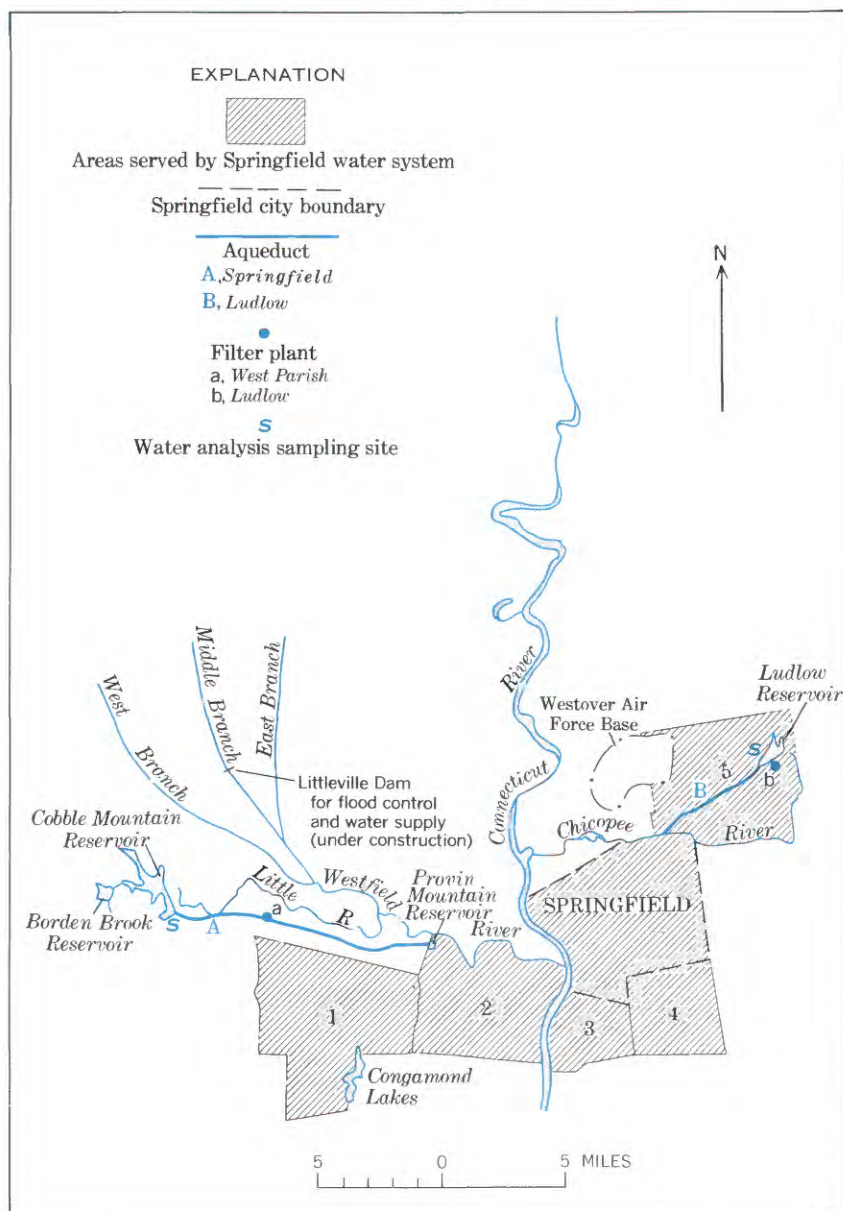 EXPLANATION
Areas served by Springfield water system
Springfield city boundary
Aqueduct
A, Springfield
B, Ludlow
Filter plant
a, West Parish
b, Ludlow
S
Water analysis sampling site
N
West
Branch
Middle Branch
East Branch
Littleville Dam
for flood control
and water supply
(under construction)
Cobble Mountain
Reservoir
Borden Brook
Reservoir
S
A
a
Little
R
Westfield
River
Provin
Mountain
Reservoir
Connecticut
River
Westover Air
Force Base
Ludlow
Reservoir
S
5
b
B
Chicopee
River
SPRINGFIELD
1
2
3
4
Congamond
Lakes
5 0 5 MILES